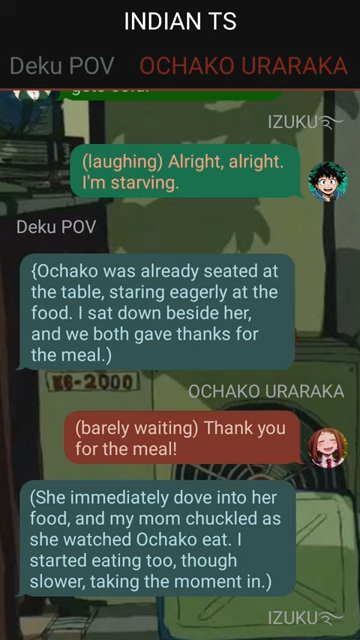 INDIAN TS
Deku POV OCHAKO URARAKA
IZUKU
(laughing) Alright, alright.
I'm starving.
Deku POV
{Ochako was already seated at
the table, staring eagerly at the
food. I sat down beside her,
and we both gave thanks for
the meal.)
K6-2000
OCHAKO URARAKA
(barely waiting) Thank you
for the meal!
(She immediately dove into her
food, and my mom chuckled as
she watched Ochako eat. I
started eating too, though
slower, taking the moment in.)
IZUKU